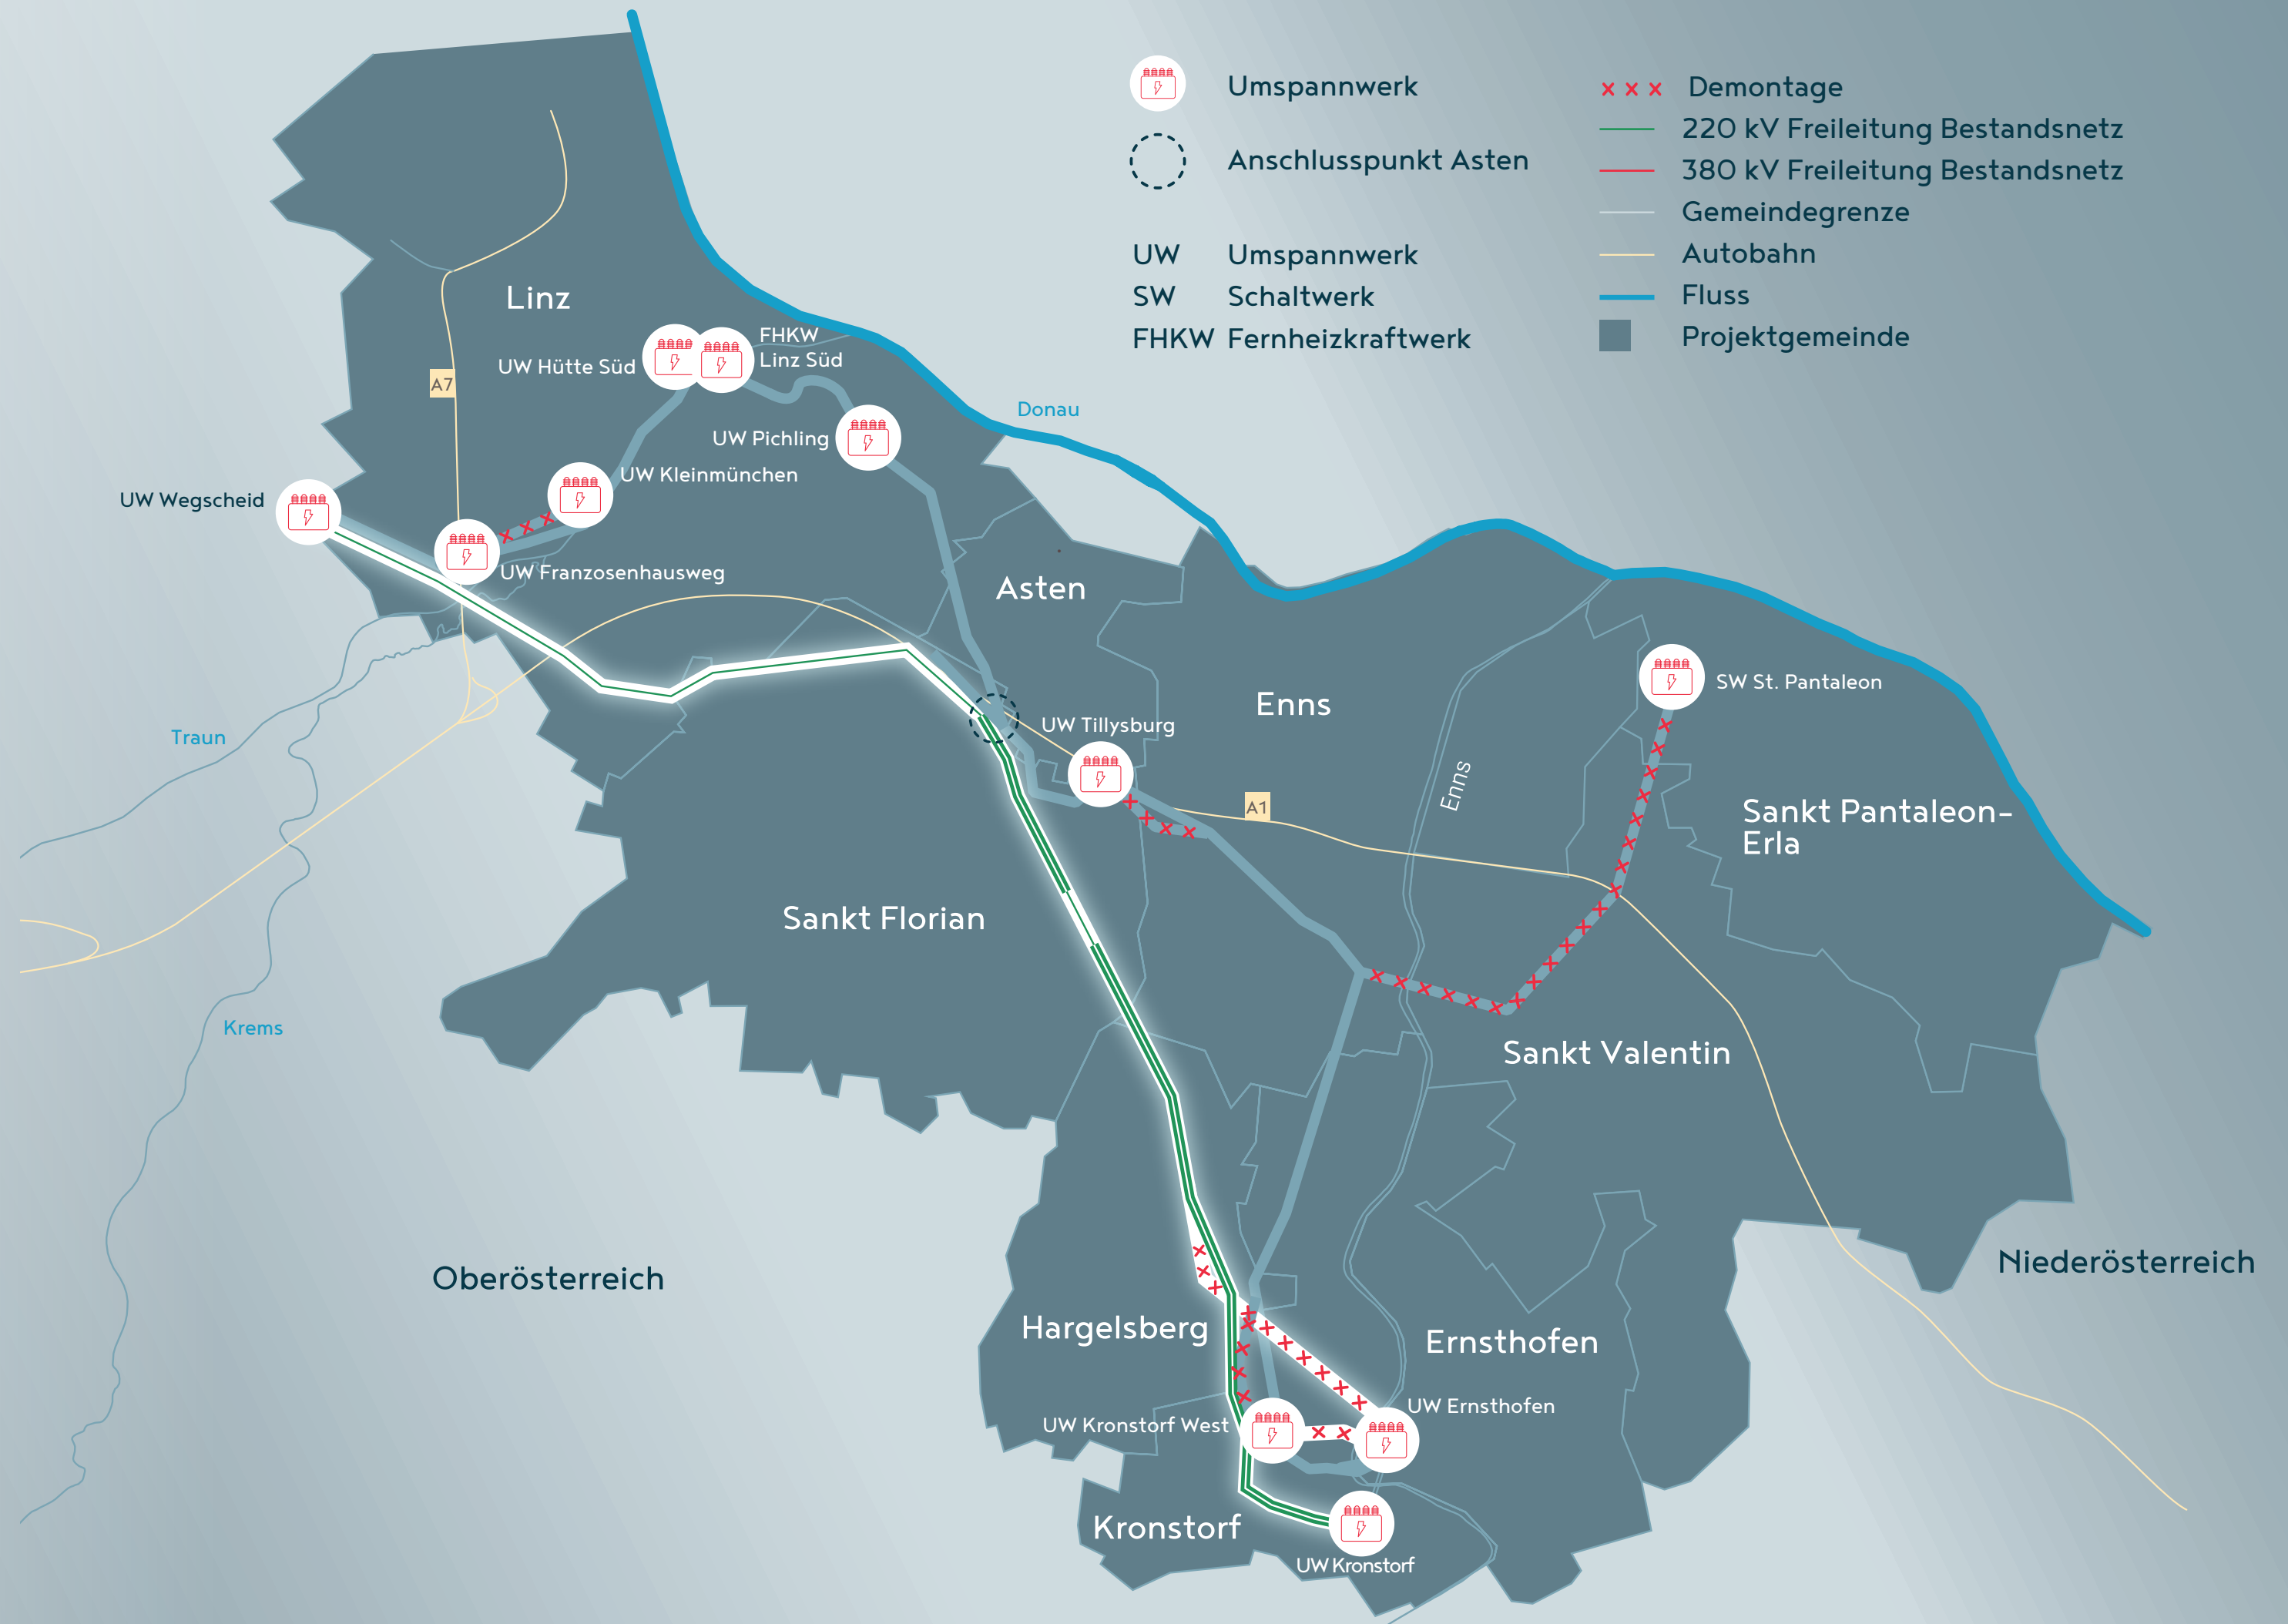 Umspannwerk
Anschlusspunkt Asten
UW Umspannwerk
SW Schaltwerk
FHKW Fernheizkraftwerk
Demontage
220 kV Freileitung Bestandsnetz
380 kV Freileitung Bestandsnetz
Gemeindegrenze
Autobahn
Fluss
Projektgemeinde
Linz
FHKW
Linz Süd
UW Hütte Süd
A7
Donau
UW Pichling
UW Kleinmünchen
UW Wegscheid
UW Franzosenhausweg
Asten
Enns
SW St. Pantaleon
UW Tillysburg
Traun
Enns
A1
Sankt Pantaleon-
Erla
Sankt Florian
Krems
Sankt Valentin
Oberösterreich
Niederösterreich
Hargelsberg
Ernsthofen
UW Ernsthofen
UW Kronstorf West
Kronstorf
UW Kronstorf